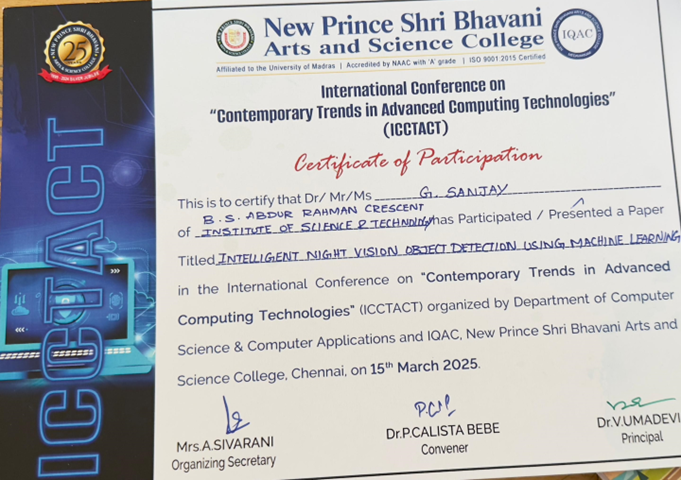 New Prince Shri Bhavani
Arts and Science College
Affiliated to the University of Madras | Accredited by NAAC with 'A' grade | ISO 9001:2015 Certified
IQAC
25
International Conference on
"Contemporary Trends in Advanced Computing Technologies"
(ICCTACT)
Certificate of Participation
This is to certify that Dr/ Mr/Ms G. SANJAY
B.S. ABDUR RAHMAN CRESCENT
of INSTITUTE OF SCIENCE & TECHNOLOGY has Participated / Presented a Paper
Titled INTELLIGENT NIGHT VISION OBJECT DETECTION USING MACHINE LEARNING
in the International Conference on "Contemporary Trends in Advanced
Computing Technologies" (ICCTACT) organized by Department of Computer
Science & Computer Applications and IQAC, New Prince Shri Bhavani Arts and
Science College, Chennai, on 15th March 2025.
Mrs.A.SIVARANI
Organizing Secretary
Dr.P.CALISTA BEBE
Convener
Dr.V.UMADEVI
Principal
ICCTACT